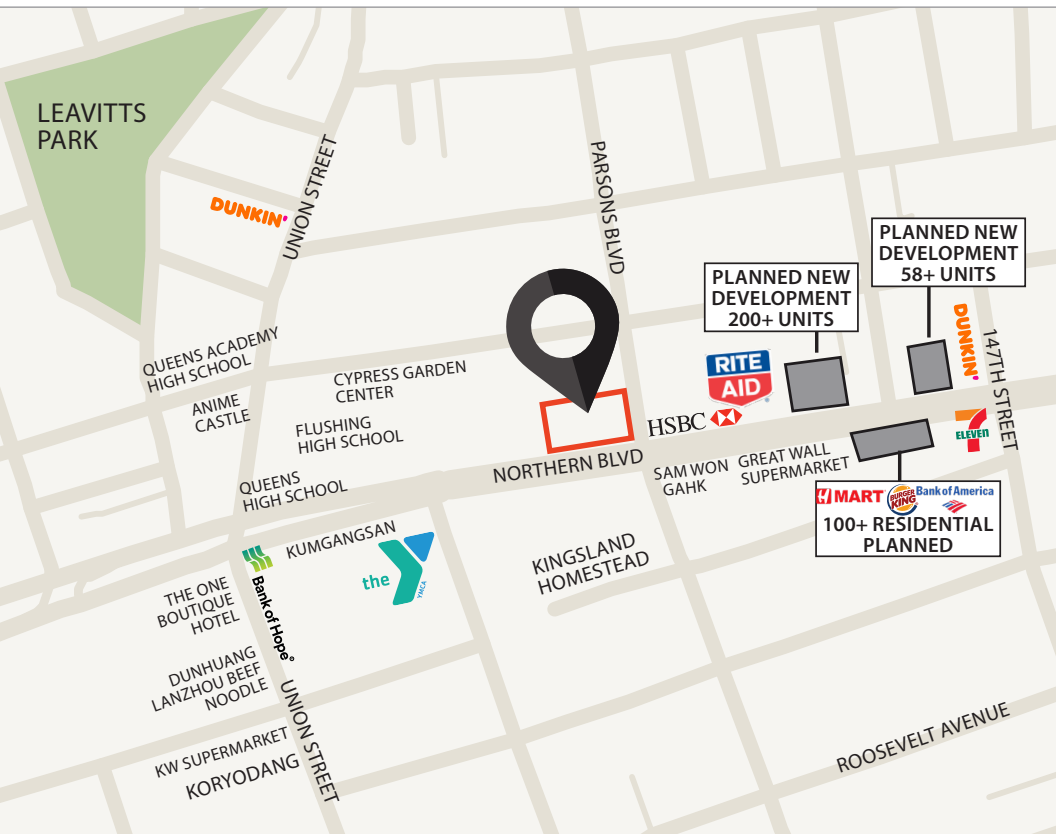 LEAVITTS
PARK
DUNKIN'
UNION STREET
PARSONS BLVD
PLANNED NEW
DEVELOPMENT
58+ UNITS
PLANNED NEW
DEVELOPMENT
200+ UNITS
DUNKIN'
147TH STREET
QUEENS ACADEMY
HIGH SCHOOL
ANIME
CASTLE
CYPRESS GARDEN
CENTER
FLUSHING
HIGH SCHOOL
RITE
AID
HSBC
7
ELEVEN
NORTHERN BLVD
SAM WON
GAHK
GREAT WALL
SUPERMARKET
QUEENS
HIGH SCHOOL
H MART
BURGER
KING
Bank of America
100+ RESIDENTIAL
PLANNED
KUMGANGSAN
the
YMCA
KINGSLAND
HOMESTEAD
Bank of Hope®
THE ONE
BOUTIQUE
HOTEL
DUNHUANG
LANZHOU BEEF
NOODLE
UNION STREET
KW SUPERMARKET
KORYODANG
ROOSEVELT AVENUE